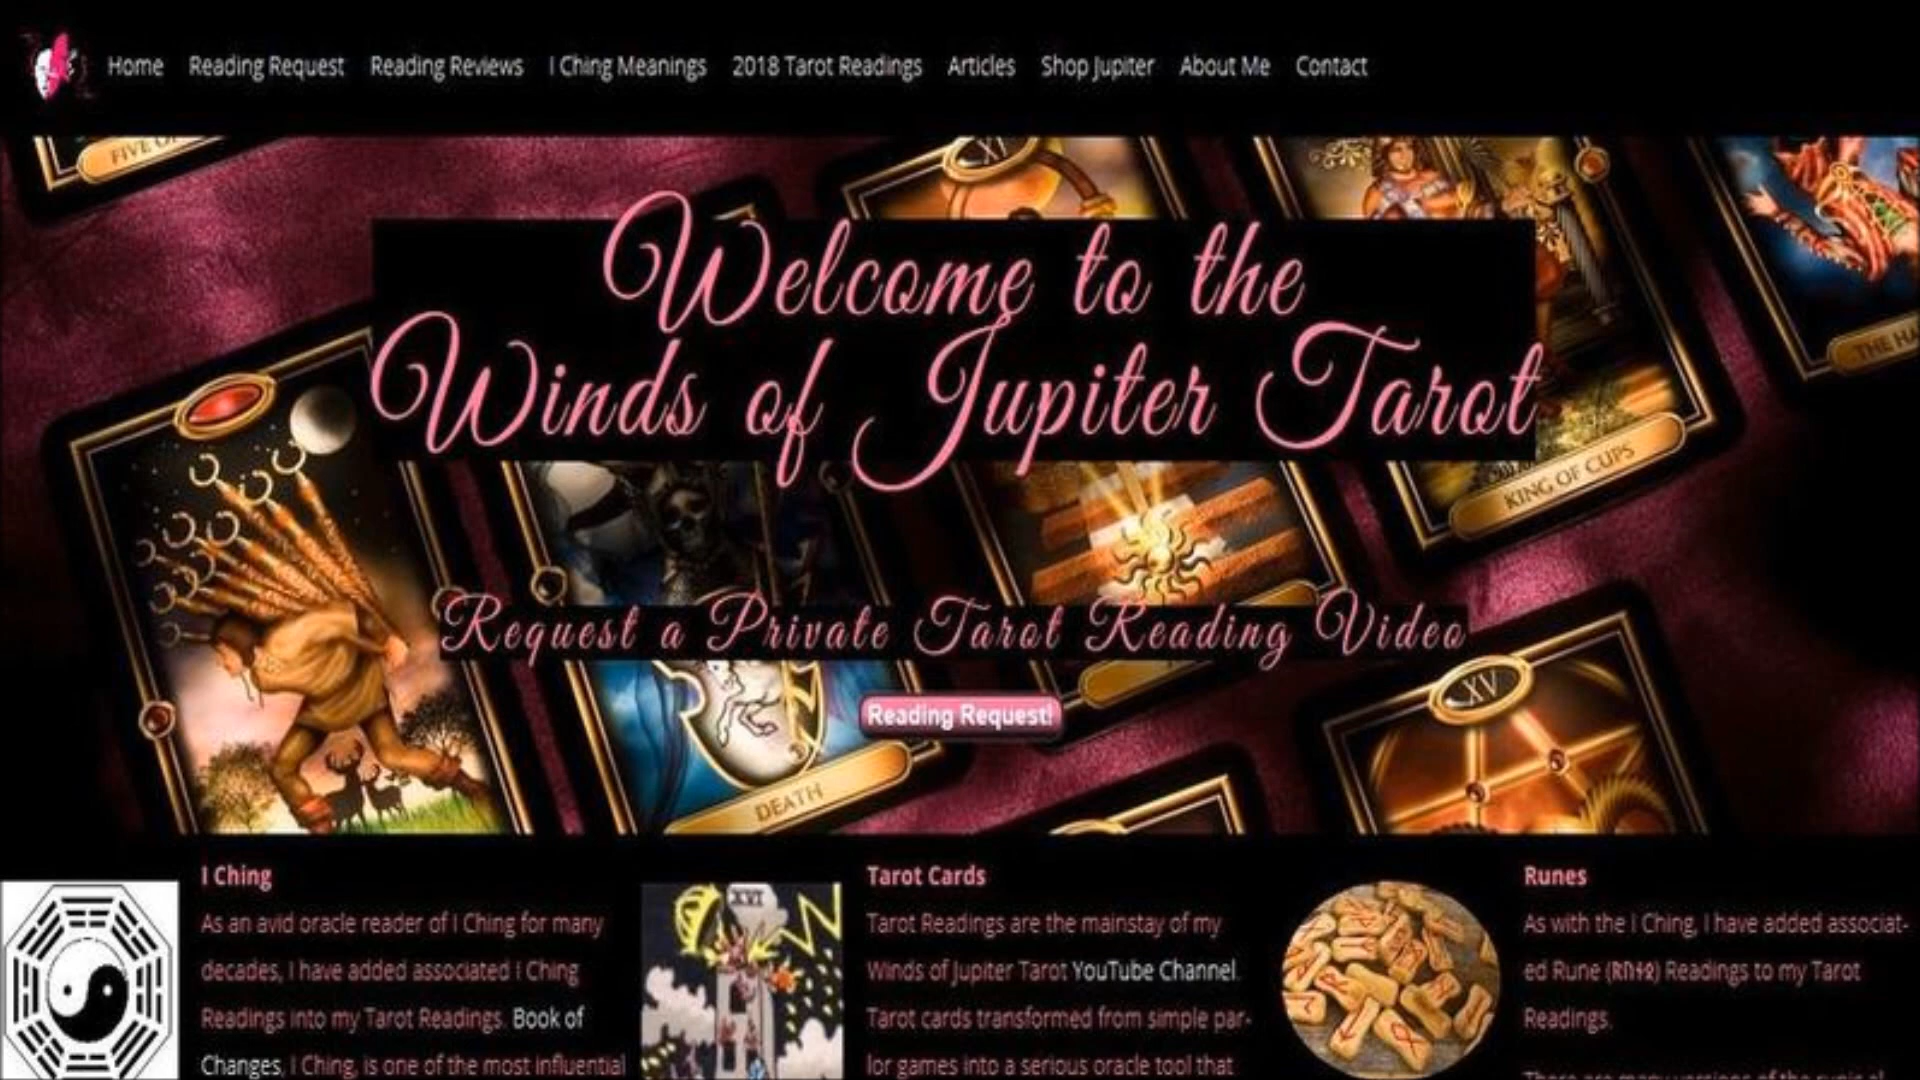 Home Reading Request Reading Reviews I Ching Meanings 2018 Tarot Readings Articles Shop Jupiter About Me Contact
FIVE
XI
Welcome to the
Winds of Jupiter Tarot
THE HA
KING OF CUPS
Request a Private Tarot Reading Video
XV
Reading Request!
DEATH
I Ching
As an avid oracle reader of I Ching for many
decades, I have added associated I Ching
Readings into my Tarot Readings. Book of
Changes, I Ching, is one of the most influential
XVI
Tarot Cards
Tarot Readings are the mainstay of my
Winds of Jupiter Tarot YouTube Channel.
Tarot cards transformed from simple par-
lor games into a serious oracle tool that
Runes
As with the I Ching, I have added associat-
ed Rune Readings to my Tarot
Readings.